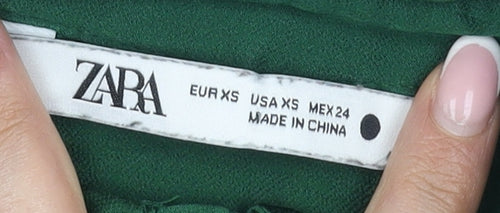 ZARA
EUR XS USA XS MEX 24
MADE IN CHINA